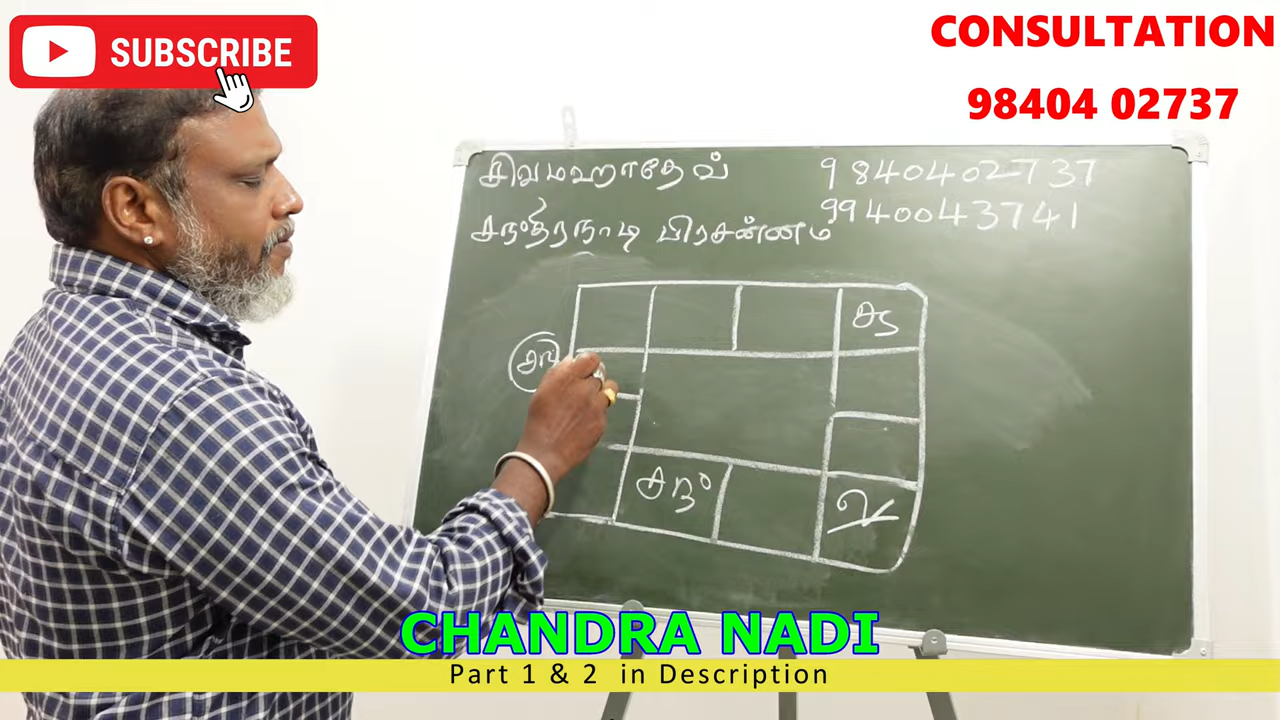 SUBSCRIBE
CONSULTATION
98404 02737
சிவமஹாதேவ் 9840402737
சந்திரநாடி பிரசன்னம் 9940043741
சந்
CHANDRA NADI
Part 1 & 2 in Description